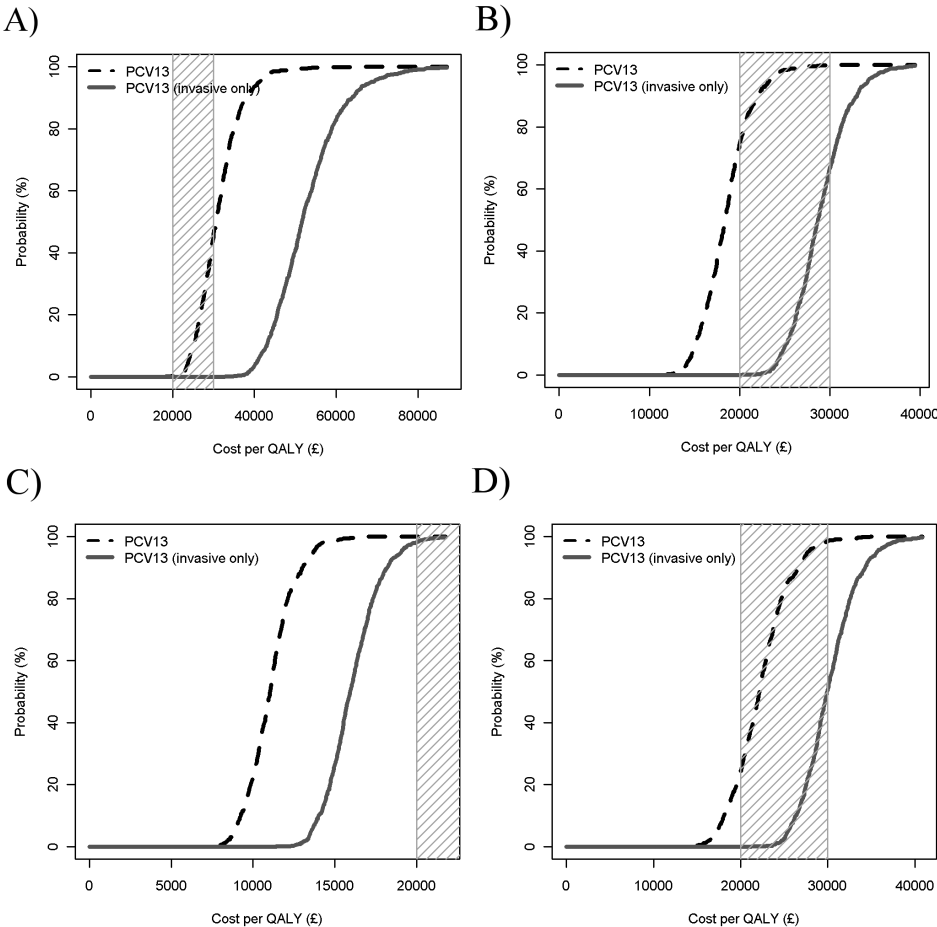 A)
PCV13
PCV13 (invasive only)
Probability (%)
0
20
40
60
80
100
0
20000
40000
60000
80000
Cost per QALY (£)
B)
PCV13
PCV13 (invasive only)
Probability (%)
0
20
40
60
80
100
0
10000
20000
30000
40000
Cost per QALY (£)
C)
PCV13
PCV13 (invasive only)
Probability (%)
0
20
40
60
80
100
0
5000
10000
15000
20000
Cost per QALY (£)
D)
PCV13
PCV13 (invasive only)
Probability (%)
0
20
40
60
80
100
0
10000
20000
30000
40000
Cost per QALY (£)